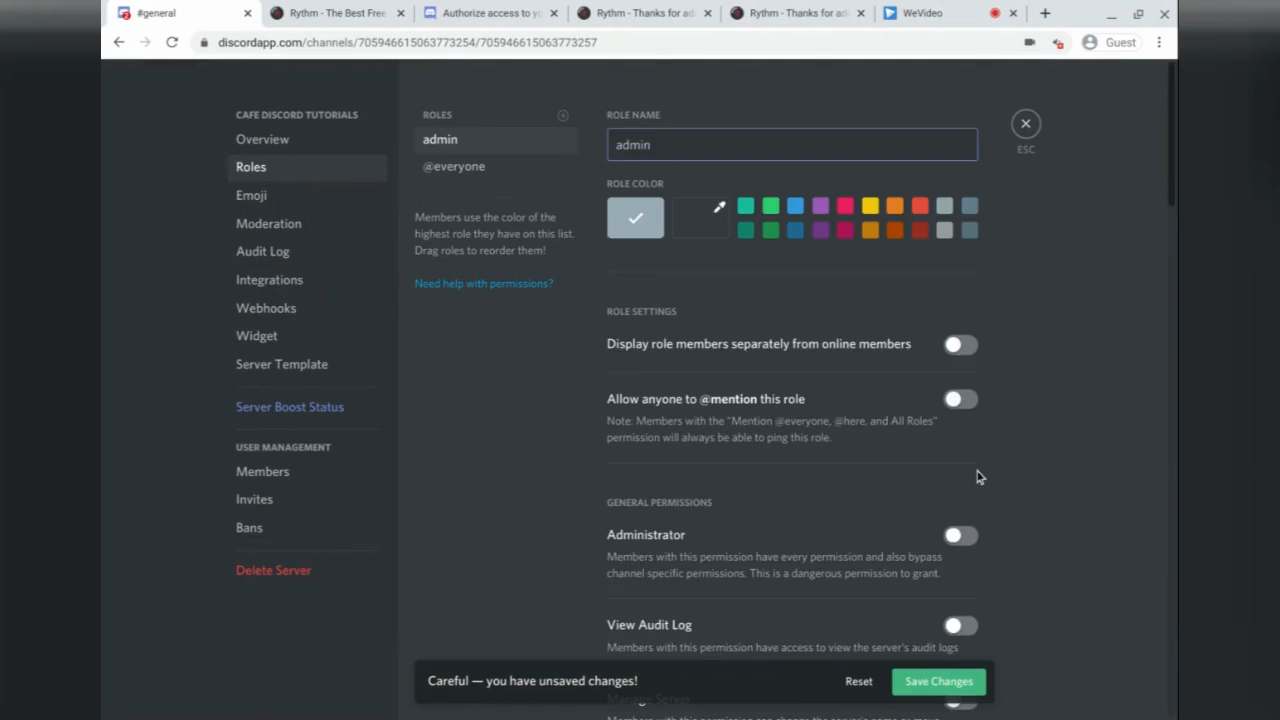 #general
Rythm - The Best Free
Authorize access to yo
Rythm - Thanks for ad
Rythm - Thanks for ad
WeVideo
discordapp.com/channels/705946615063773254/705946615063773257
Guest
CAFE DISCORD TUTORIALS
Overview
Roles
Emoji
Moderation
Audit Log
Integrations
Webhooks
Widget
Server Template
Server Boost Status
USER MANAGEMENT
Members
Invites
Bans
Delete Server
ROLES
admin
@everyone
Members use the color of the
highest role they have on this list.
Drag roles to reorder them!
Need help with permissions?
ROLE NAME
admin
ROLE COLOR
ESC
ROLE SETTINGS
Display role members separately from online members
Allow anyone to @mention this role
Note: Members with the "Mention @everyone, @here, and All Roles"
permission will always be able to ping this role.
GENERAL PERMISSIONS
Administrator
Members with this permission have every permission and also bypass
channel specific permissions. This is a dangerous permission to grant.
View Audit Log
Members with this permission have access to view the server's audit logs
Careful — you have unsaved changes!
Reset
Save Changes
Manage Server